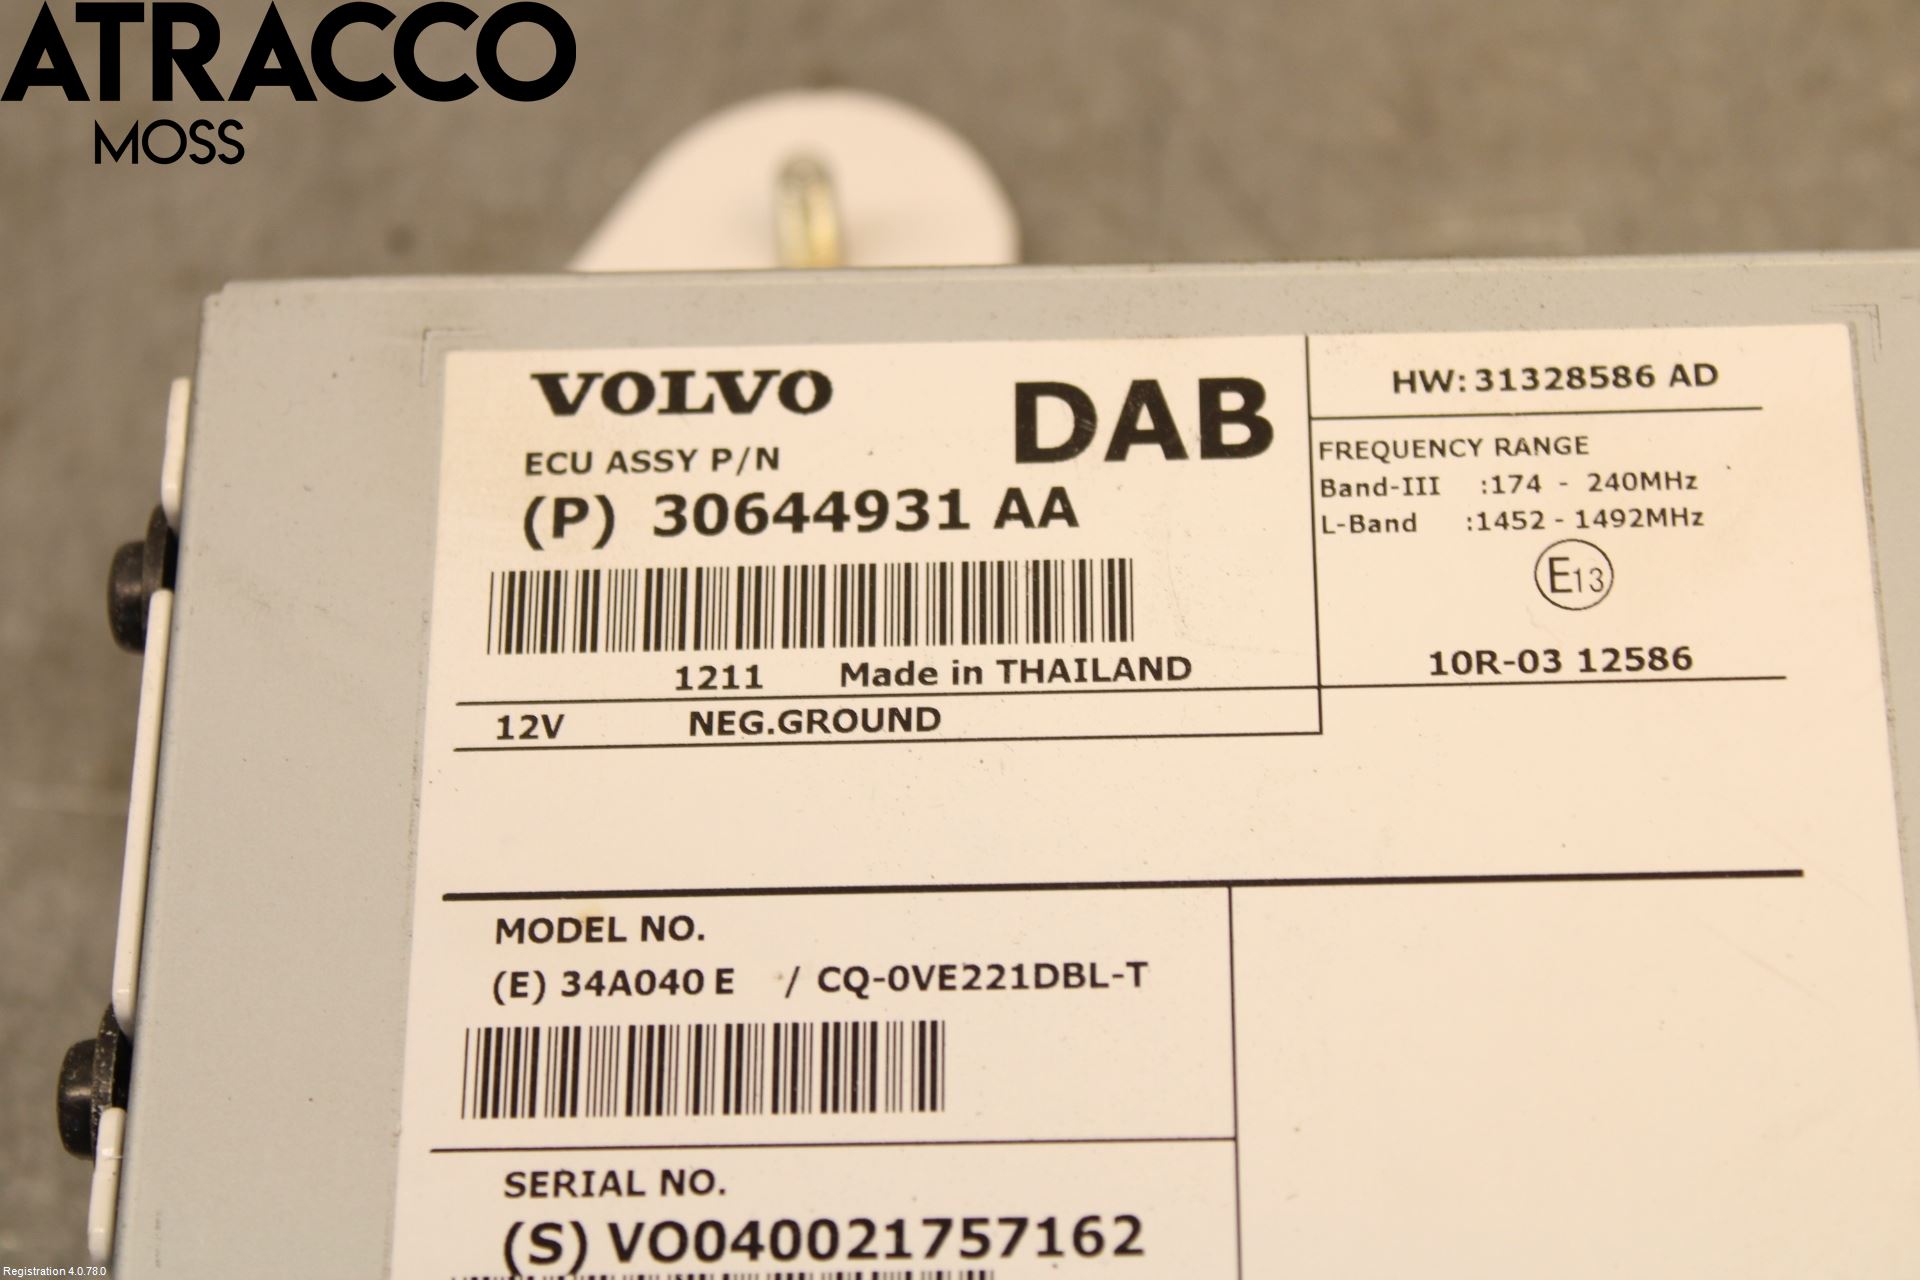 ATRACCO
MOSS
VOLVO
DAB
ECU ASSY P/N
(P) 30644931 AA
1211 Made in THAILAND
12V NEG.GROUND
HW: 31328586 AD
FREQUENCY RANGE
Band-III :174 - 240MHz
L-Band :1452 - 1492MHz
E13
10R-03 12586
MODEL NO.
(E) 34A040 E / CQ-0VE221DBL-T
SERIAL NO.
(S) VO040021757162
Registration 4.0.78.0